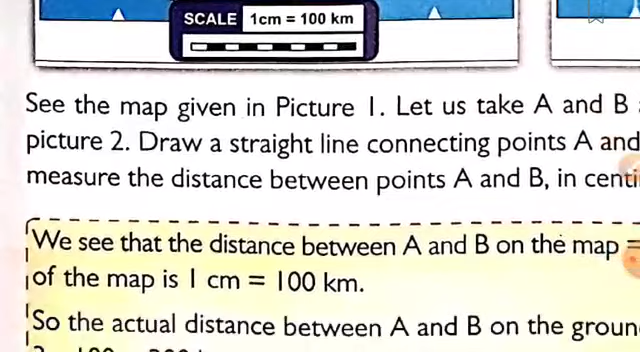 SCALE 1cm = 100 km
See the map given in Picture 1. Let us take A and B
picture 2. Draw a straight line connecting points A and
measure the distance between points A and B, in centi
We see that the distance between A and B on the map =
of the map is 1 cm = 100 km.
So the actual distance between A and B on the groun